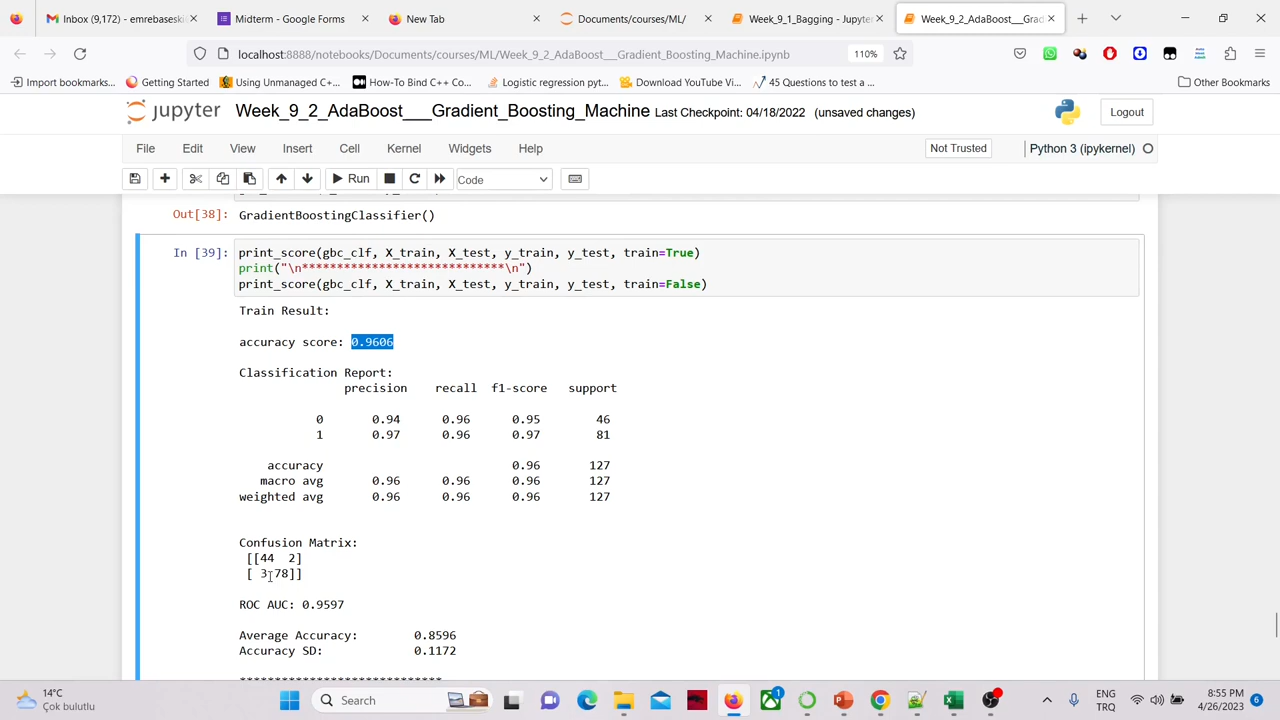 Inbox (9,172) - emrebaseski
Midterm - Google Forms
New Tab
Documents/courses/ML/
Week_9_1_Bagging - Jupyter
Week_9_2_AdaBoost___Grad
localhost:8888/notebooks/Documents/courses/ML/Week_9_2_AdaBoost___Gradient_Boosting_Machine.ipynb
110%
Import bookmarks...
Getting Started
Using Unmanaged C+...
How-To Bind C++ Co...
Logistic regression pyt...
Download YouTube Vi...
45 Questions to test a ...
Other Bookmarks
jupyter
Week_9_2_AdaBoost___Gradient_Boosting_Machine Last Checkpoint: 04/18/2022 (unsaved changes)
Logout
File Edit View Insert Cell Kernel Widgets Help
Not Trusted
Python 3 (ipykernel)
Run
Code
Out[38]: GradientBoostingClassifier()
In [39]: print_score(gbc_clf, X_train, X_test, y_train, y_test, train=True)
print("\n*****************************\n")
print_score(gbc_clf, X_train, X_test, y_train, y_test, train=False)
Train Result:
accuracy score: 0.9606
Classification Report:
precision recall f1-score support
0 0.94 0.96 0.95 46
1 0.97 0.96 0.97 81
accuracy 0.96 127
macro avg 0.96 0.96 0.96 127
weighted avg 0.96 0.96 0.96 127
Confusion Matrix:
[[44 2]
[ 3 78]]
ROC AUC: 0.9597
Average Accuracy: 0.8596
Accuracy SD: 0.1172
*****************************
14°C
Çok bulutlu
Search
1
ENG
TRQ
8:55 PM
4/26/2023
6